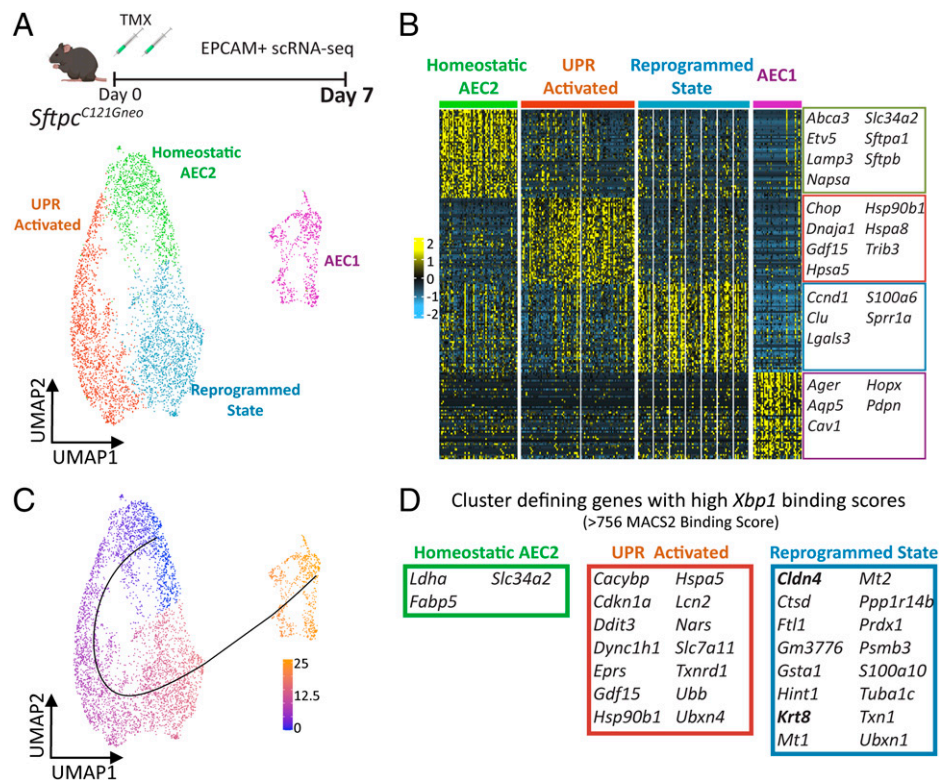 A
TMX
EPCAM+ scRNA-seq
Day 0
Day 7
Sftpc^C121Gneo
Homeostatic
AEC2
UPR
Activated
AEC1
Reprogrammed
State
UMAP2
UMAP1
B
Homeostatic
AEC2
UPR
Activated
Reprogrammed
State
AEC1
2
1
0
-1
-2
Abca3 Slc34a2
Etv5 Sftpa1
Lamp3 Sftpb
Napsa
Chop Hsp90b1
Dnaja1 Hspa8
Gdf15 Trib3
Hpsa5
Ccnd1 S100a6
Clu Sprr1a
Lgals3
Ager Hopx
Aqp5 Pdpn
Cav1
C
25
12.5
0
UMAP2
UMAP1
D
Cluster defining genes with high Xbp1 binding scores
(>756 MACS2 Binding Score)
Homeostatic AEC2
Ldha Slc34a2
Fabp5
UPR Activated
Cacybp Hspa5
Cdkn1a Lcn2
Ddit3 Nars
Dync1h1 Slc7a11
Eprs Txnrd1
Gdf15 Ubb
Hsp90b1 Ubxn4
Reprogrammed State
Cldn4 Mt2
Ctsd Ppp1r14b
Ftl1 Prdx1
Gm3776 Psmb3
Gsta1 S100a10
Hint1 Tuba1c
Krt8 Txn1
Mt1 Ubxn1